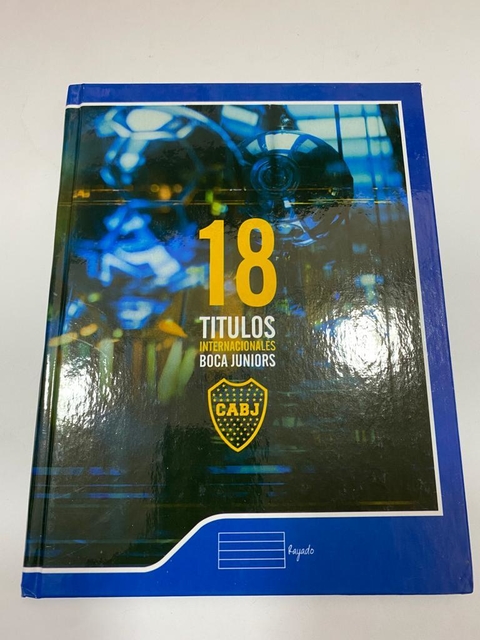 18
TITULOS
INTERNACIONALES
BOCA JUNIORS
CABJ
Rayado